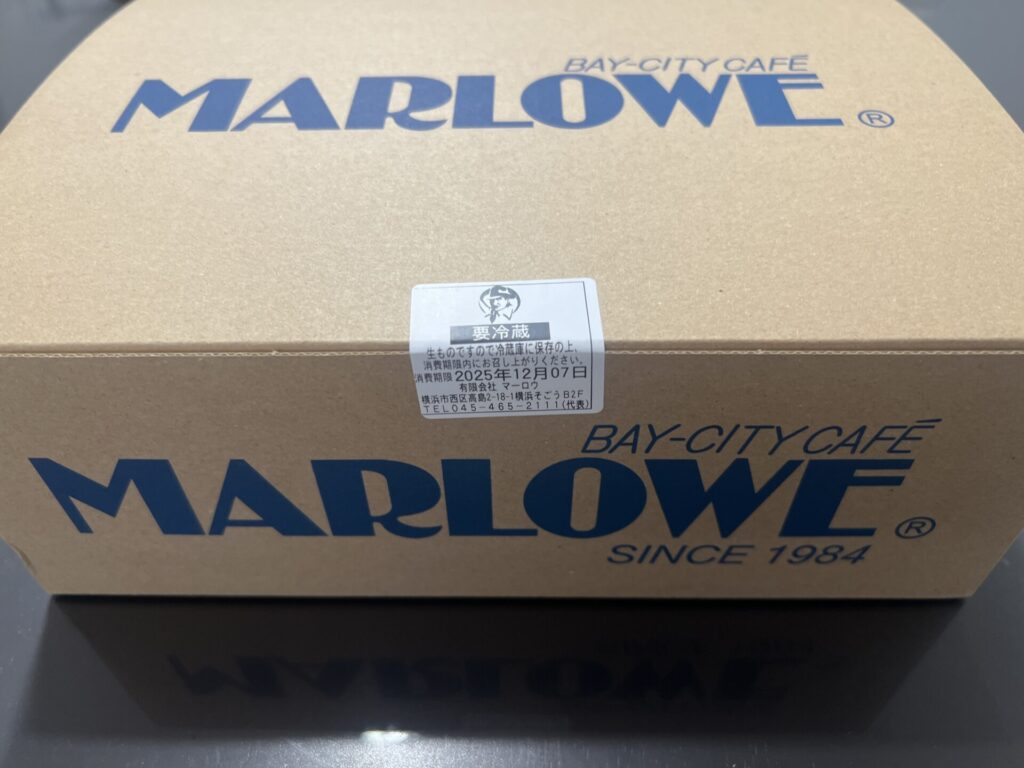 BAY-CITY CAFÉ
MARLOWE®
要冷蔵
生ものですので冷蔵庫に保存の上、
消費期限内にお召し上がりください。
消費期限 2025年12月07日
有限会社 マーロウ
横浜市西区高島2-18-1横浜そごうB2F
TEL045-465-2111(代表)
BAY-CITY CAFÉ
MARLOWE®
SINCE 1984